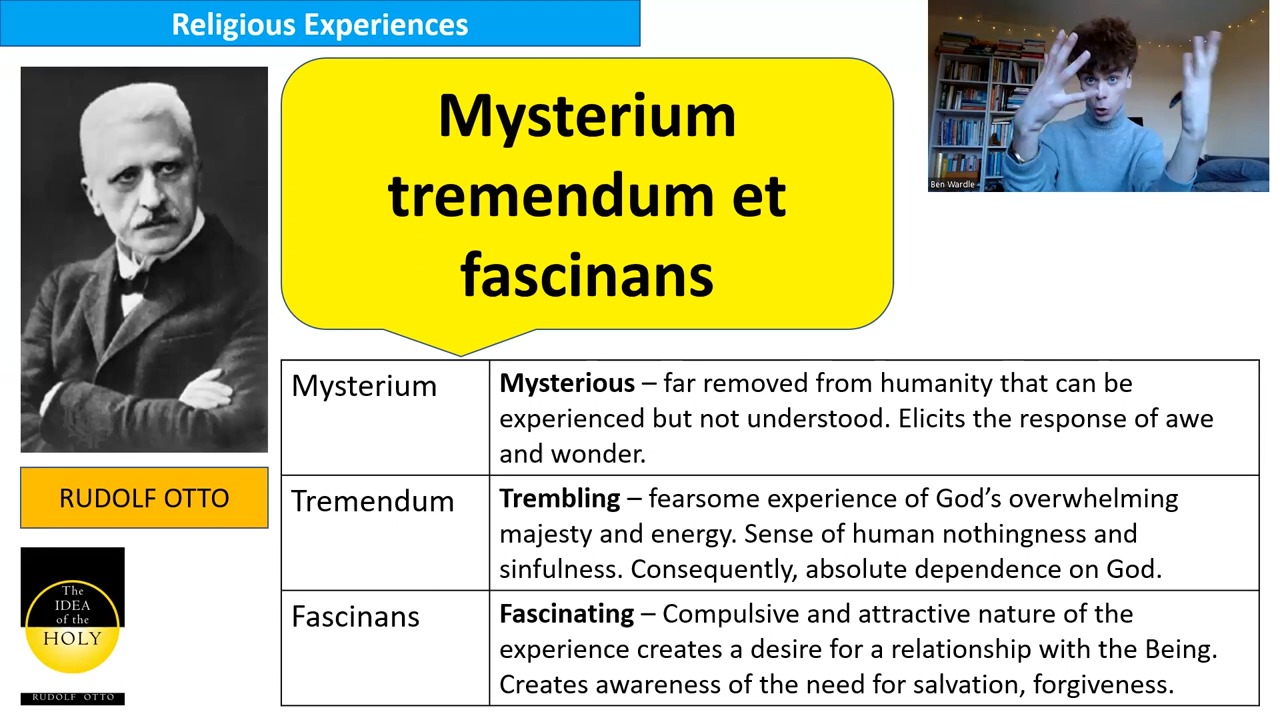 Religious Experiences
Mysterium
tremendum et
fascinans
Ben Wardle
Mysterium
Mysterious – far removed from humanity that can be
experienced but not understood. Elicits the response of awe
and wonder.
Tremendum
Trembling – fearsome experience of God’s overwhelming
majesty and energy. Sense of human nothingness and
sinfulness. Consequently, absolute dependence on God.
Fascinans
Fascinating – Compulsive and attractive nature of the
experience creates a desire for a relationship with the Being.
Creates awareness of the need for salvation, forgiveness.
RUDOLF OTTO
The
IDEA
of the
HOLY
RUDOLF OTTO